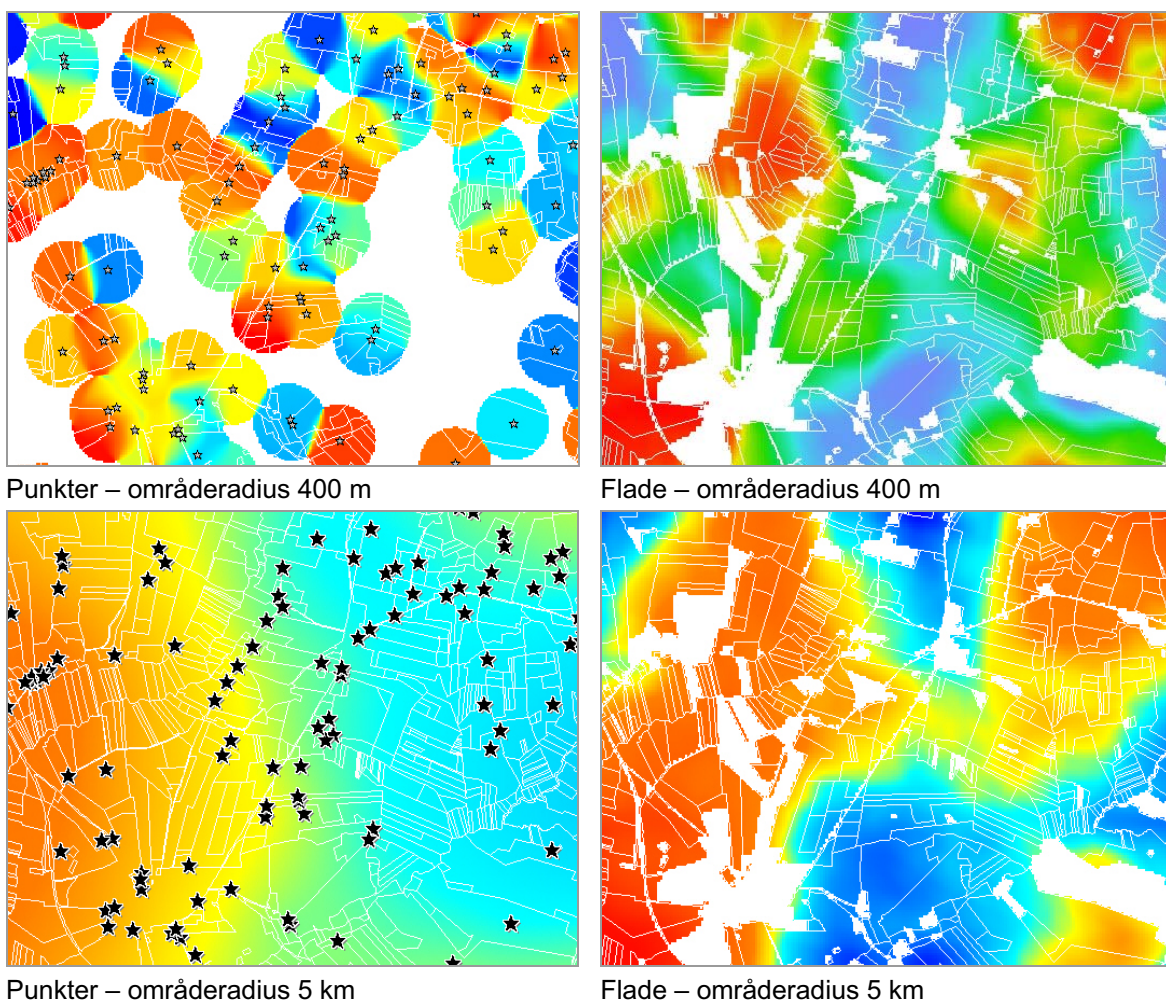 Punkter – områderadius 400 m
Flade – områderadius 400 m
Punkter – områderadius 5 km
Flade – områderadius 5 km